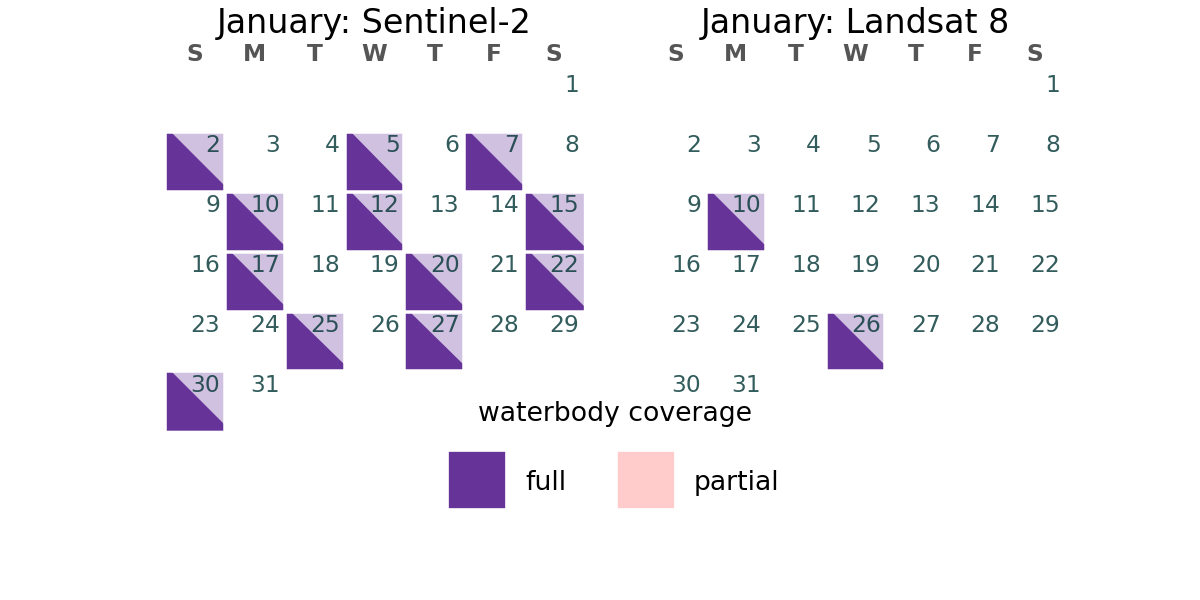 January: Sentinel-2
S M T W T F S
1
2 3 4 5 6 7 8
9 10 11 12 13 14 15
16 17 18 19 20 21 22
23 24 25 26 27 28 29
30 31
January: Landsat 8
S M T W T F S
1
2 3 4 5 6 7 8
9 10 11 12 13 14 15
16 17 18 19 20 21 22
23 24 25 26 27 28 29
30 31
waterbody coverage
full partial